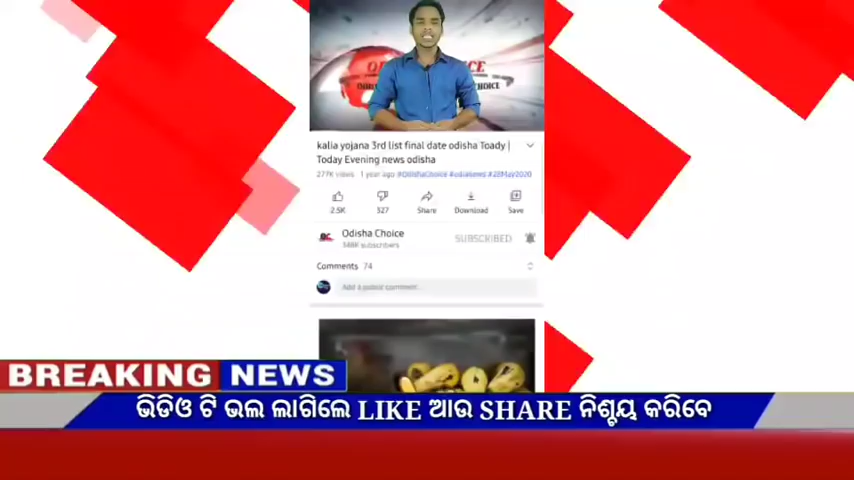 kalia yojana 3rd list final date odisha Toady |
Today Evening news odisha
277K views 1 year ago #OdishaChoice #odianews #28May2020
2.5K 327 Share Download Save
Odisha Choice SUBSCRIBED
348K subscribers
Comments 74
Add a public comment...
BREAKING NEWS
ଭିଡିଓ ଟି ଭଲ ଲାଗିଲେ LIKE ଆଉ SHARE ନିଶ୍ଚୟ କରିବେ